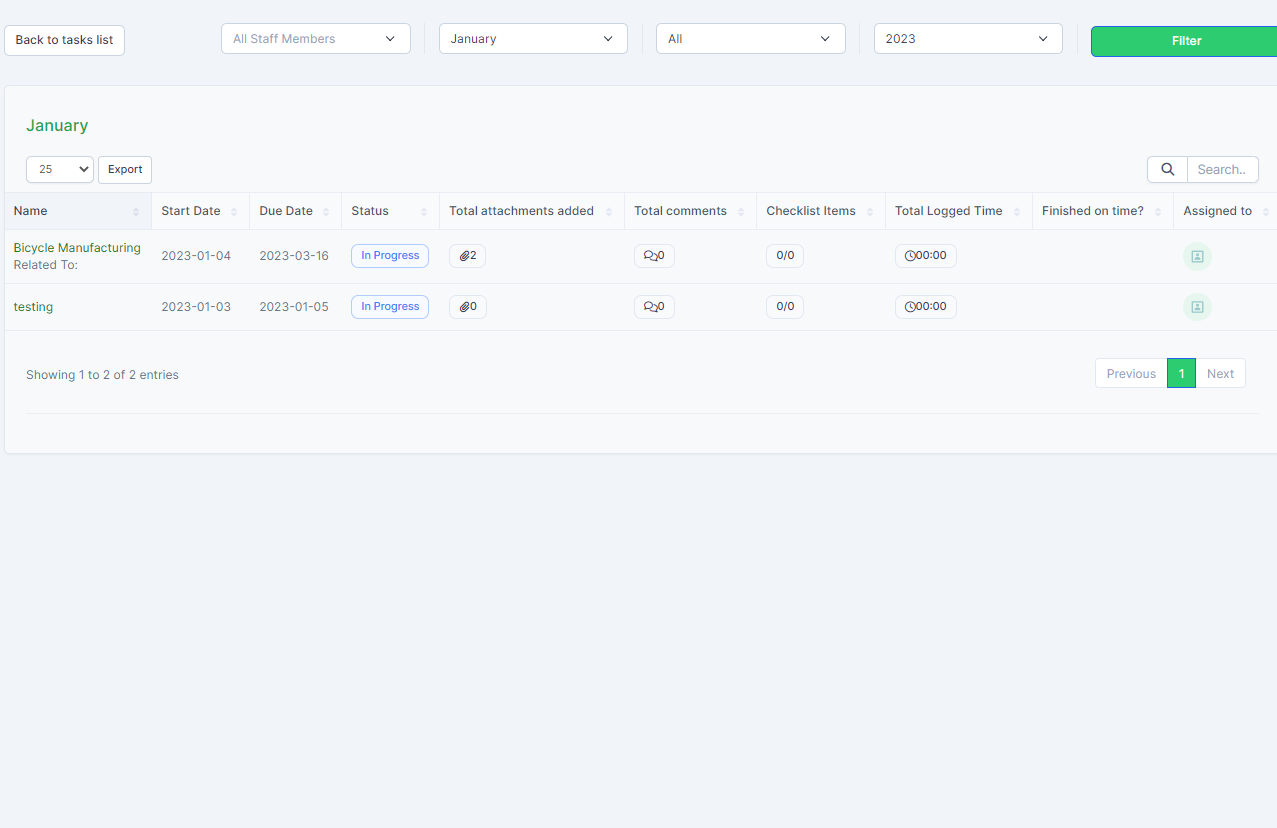 Back to tasks list
All Staff Members
January
All
2023
Filter
January
25
Export
Search..
Name Start Date Due Date Status Total attachments added Total comments Checklist Items Total Logged Time Finished on time? Assigned to
Bicycle Manufacturing 2023-01-04 2023-03-16 In Progress 2 0 0/0 00:00
Related To:
testing 2023-01-03 2023-01-05 In Progress 0 0 0/0 00:00
Showing 1 to 2 of 2 entries
Previous 1 Next